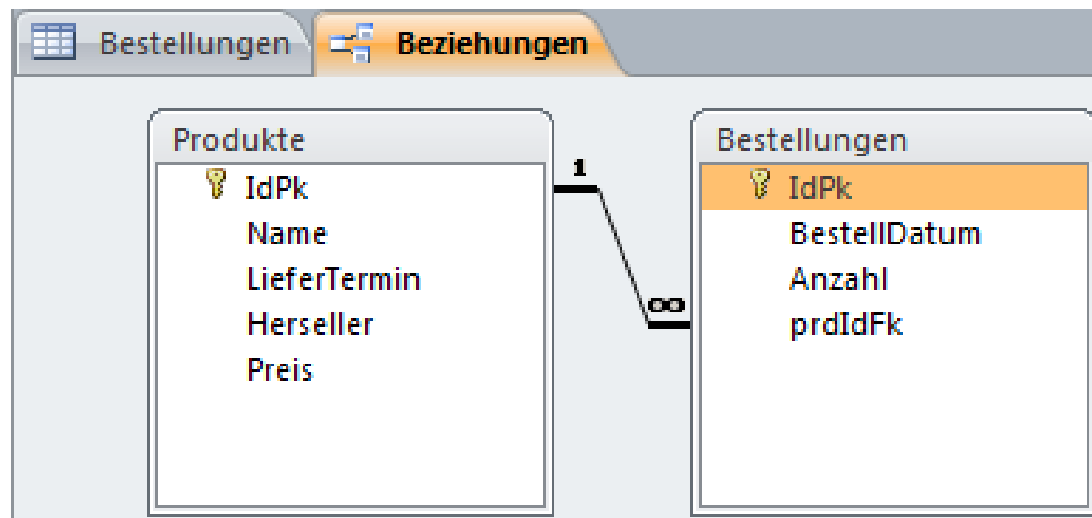 Bestellungen Beziehungen
Produkte
IdPk
Name
LieferTermin
Herseller
Preis
1
∞
Bestellungen
IdPk
BestellDatum
Anzahl
prdIdFk